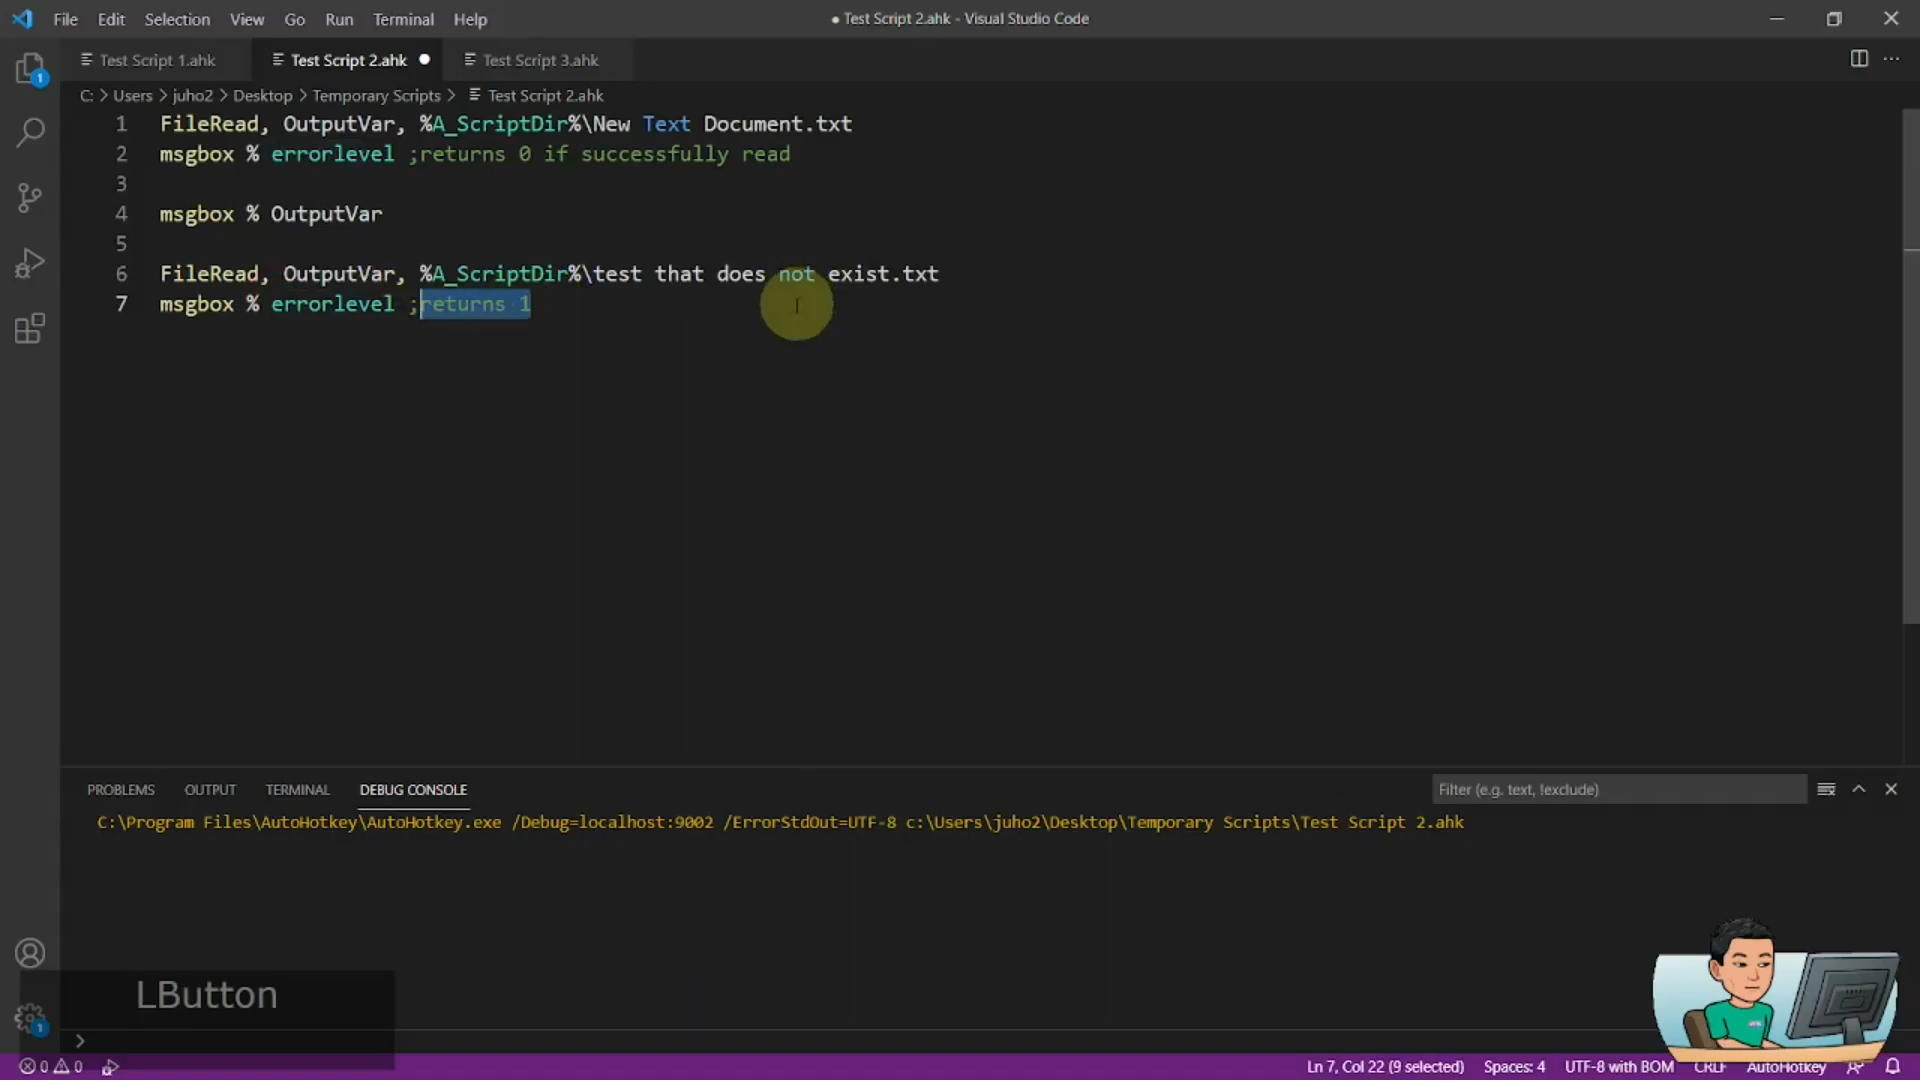 File Edit Selection View Go Run Terminal Help
● Test Script 2.ahk - Visual Studio Code
Test Script 1.ahk Test Script 2.ahk Test Script 3.ahk
C: > Users > juho2 > Desktop > Temporary Scripts > Test Script 2.ahk
1 FileRead, OutputVar, %A_ScriptDir%\New Text Document.txt
2 msgbox % errorlevel ;returns 0 if successfully read
3
4 msgbox % OutputVar
5
6 FileRead, OutputVar, %A_ScriptDir%\test that does not exist.txt
7 msgbox % errorlevel ;returns 1
PROBLEMS OUTPUT TERMINAL DEBUG CONSOLE
Filter (e.g. text, !exclude)
C:\Program Files\AutoHotkey\AutoHotkey.exe /Debug=localhost:9002 /ErrorStdOut=UTF-8 c:\Users\juho2\Desktop\Temporary Scripts\Test Script 2.ahk
1
LButton
1
>
0 0
Ln 7, Col 22 (9 selected) Spaces: 4 UTF-8 with BOM CRLF AutoHotkey